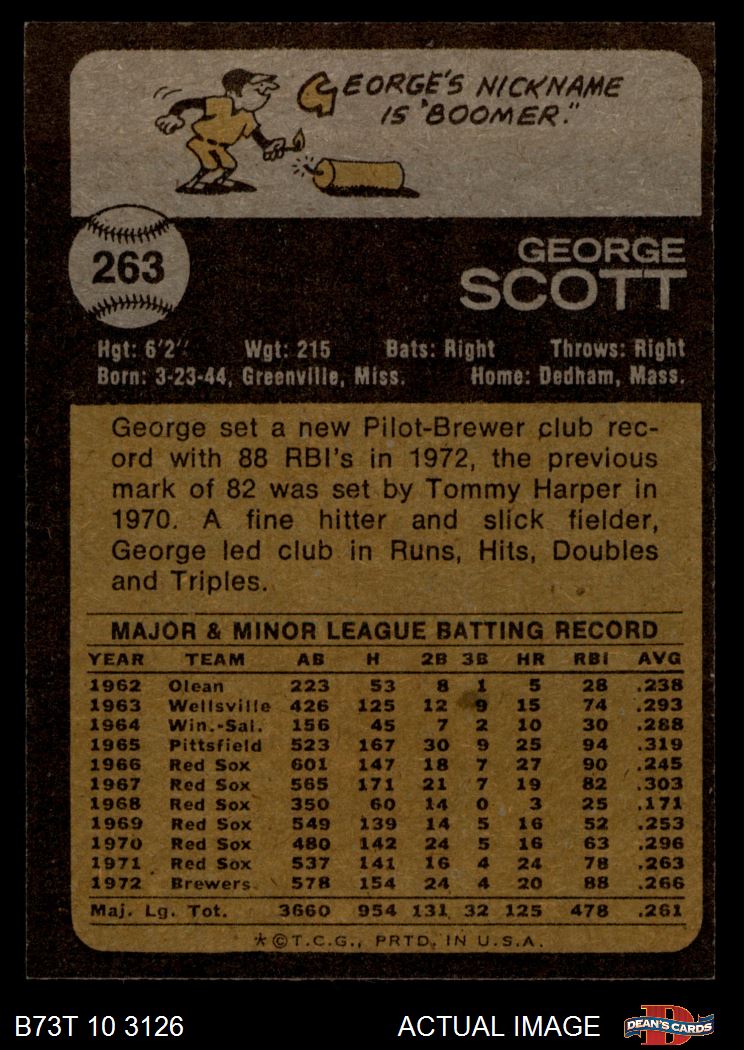 GEORGE'S NICKNAME
IS "BOOMER."
263
GEORGE
SCOTT
Hgt: 6'2" Wgt: 215 Bats: Right Throws: Right
Born: 3-23-44, Greenville, Miss. Home: Dedham, Mass.
George set a new Pilot-Brewer club rec-
ord with 88 RBI's in 1972, the previous
mark of 82 was set by Tommy Harper in
1970. A fine hitter and slick fielder,
George led club in Runs, Hits, Doubles
and Triples.
MAJOR & MINOR LEAGUE BATTING RECORD
YEAR TEAM AB H 2B 3B HR RBI AVG
1962 Olean 223 53 8 1 5 28 .238
1963 Wellsville 426 125 12 9 15 74 .293
1964 Win.-Sal. 156 45 7 2 10 30 .288
1965 Pittsfield 523 167 30 9 25 94 .319
1966 Red Sox 601 147 18 7 27 90 .245
1967 Red Sox 565 171 21 7 19 82 .303
1968 Red Sox 350 60 14 0 3 25 .171
1969 Red Sox 549 139 14 5 16 52 .253
1970 Red Sox 480 142 24 5 16 63 .296
1971 Red Sox 537 141 16 4 24 78 .263
1972 Brewers 578 154 24 4 20 88 .266
Maj. Lg. Tot. 3660 954 131 32 125 478 .261
*©T.C.G., PRTD. IN U.S.A.
B73T 10 3126 ACTUAL IMAGE DEAN'S CARDS